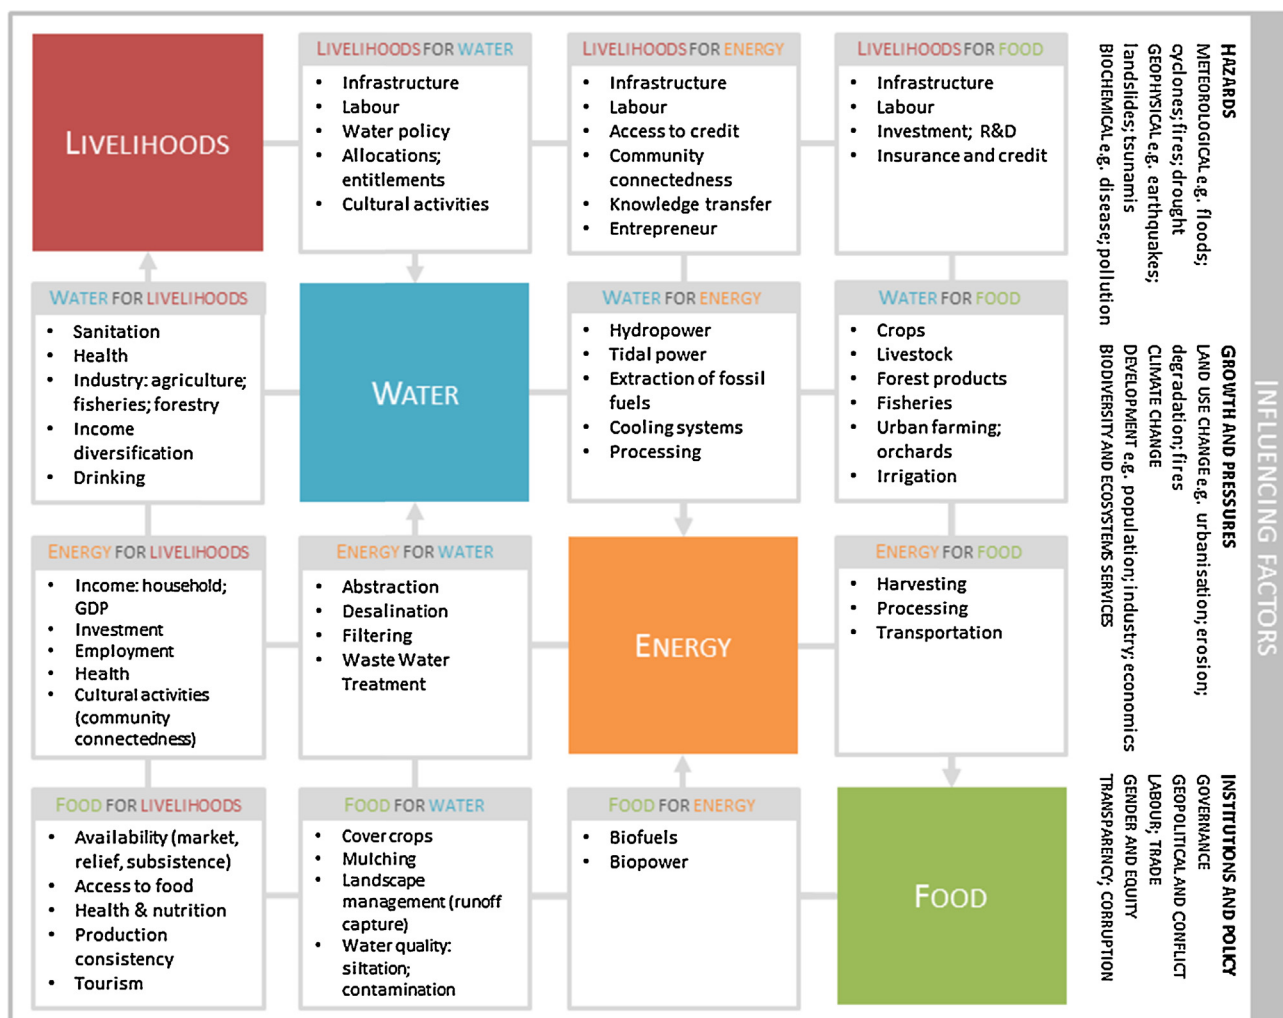 LIVELIHOODS
LIVELIHOODS FOR WATER
• Infrastructure
• Labour
• Water policy
• Allocations;
entitlements
• Cultural activities
LIVELIHOODS FOR ENERGY
• Infrastructure
• Labour
• Access to credit
• Community
connectedness
• Knowledge transfer
• Entrepreneur
LIVELIHOODS FOR FOOD
• Infrastructure
• Labour
• Investment; R&D
• Insurance and credit
WATER FOR LIVELIHOODS
• Sanitation
• Health
• Industry: agriculture;
fisheries; forestry
• Income
diversification
• Drinking
WATER
WATER FOR ENERGY
• Hydropower
• Tidal power
• Extraction of fossil
fuels
• Cooling systems
• Processing
WATER FOR FOOD
• Crops
• Livestock
• Forest products
• Fisheries
• Urban farming;
orchards
• Irrigation
ENERGY FOR LIVELIHOODS
• Income: household;
GDP
• Investment
• Employment
• Health
• Cultural activities
(community
connectedness)
ENERGY FOR WATER
• Abstraction
• Desalination
• Filtering
• Waste Water
Treatment
ENERGY
ENERGY FOR FOOD
• Harvesting
• Processing
• Transportation
FOOD FOR LIVELIHOODS
• Availability (market,
relief, subsistence)
• Access to food
• Health & nutrition
• Production
consistency
• Tourism
FOOD FOR WATER
• Cover crops
• Mulching
• Landscape
management (runoff
capture)
• Water quality:
siltation;
contamination
FOOD FOR ENERGY
• Biofuels
• Biopower
FOOD
HAZARDS
METEOROLOGICAL e.g. floods;
cyclones; fires; drought
GEOPHYSICAL e.g. earthquakes;
landslides; tsunamis
BIOCHEMICAL e.g. disease; pollution
GROWTH AND PRESSURES
LAND USE CHANGE e.g. urbanisation; erosion;
degradation; fires
CLIMATE CHANGE
DEVELOPMENT e.g. population; industry; economics
BIODIVERSITY AND ECOSYSTEMS SERVICES
INSTITUTIONS AND POLICY
GOVERNANCE
GEOPOLITICAL AND CONFLICT
LABOUR; TRADE
GENDER AND EQUITY
TRANSPARENCY; CORRUPTION
INFLUENCING FACTORS